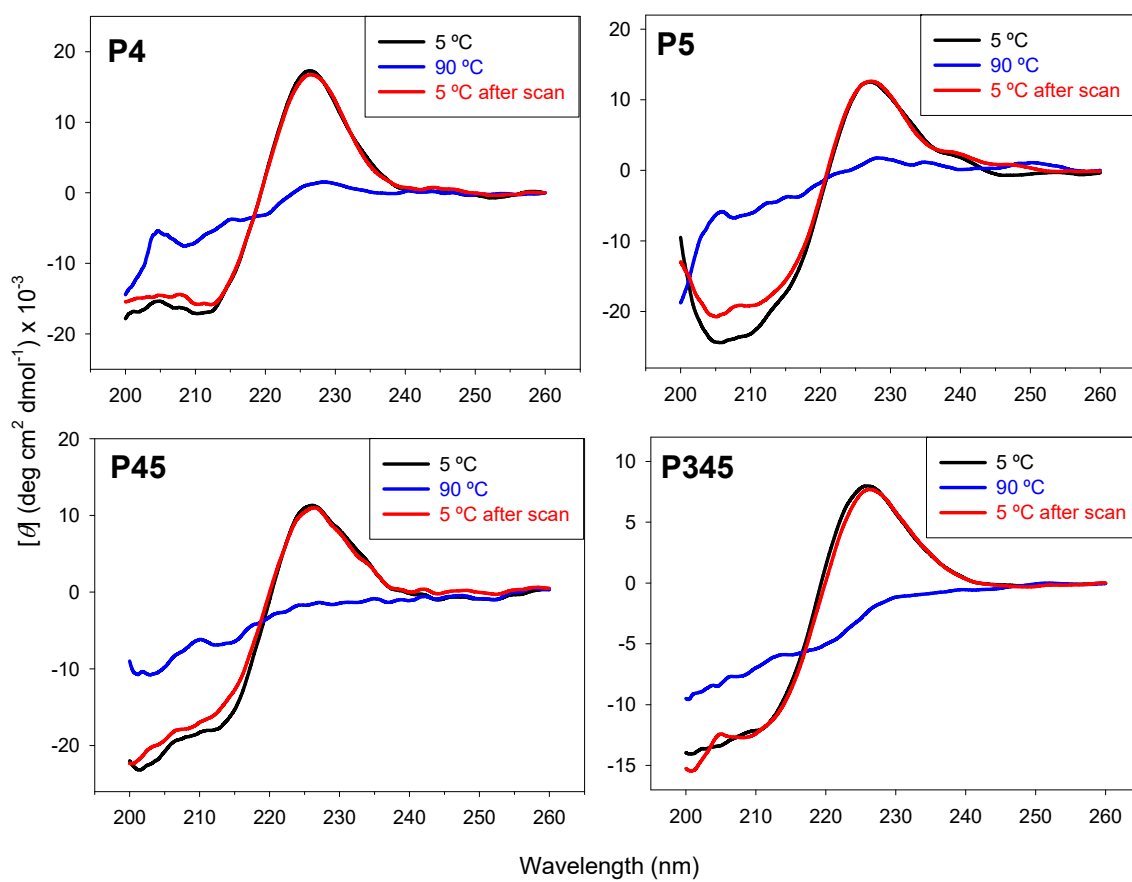 P4
5 ºC
90 ºC
5 ºC after scan
20
10
0
-10
-20
200 210 220 230 240 250 260
P5
5 ºC
90 ºC
5 ºC after scan
20
10
0
-10
-20
200 210 220 230 240 250 260
P45
5 ºC
90 ºC
5 ºC after scan
20
10
0
-10
-20
200 210 220 230 240 250 260
P345
5 ºC
90 ºC
5 ºC after scan
10
5
0
-5
-10
-15
200 210 220 230 240 250 260
[θ] (deg cm² dmol⁻¹) x 10⁻³
Wavelength (nm)